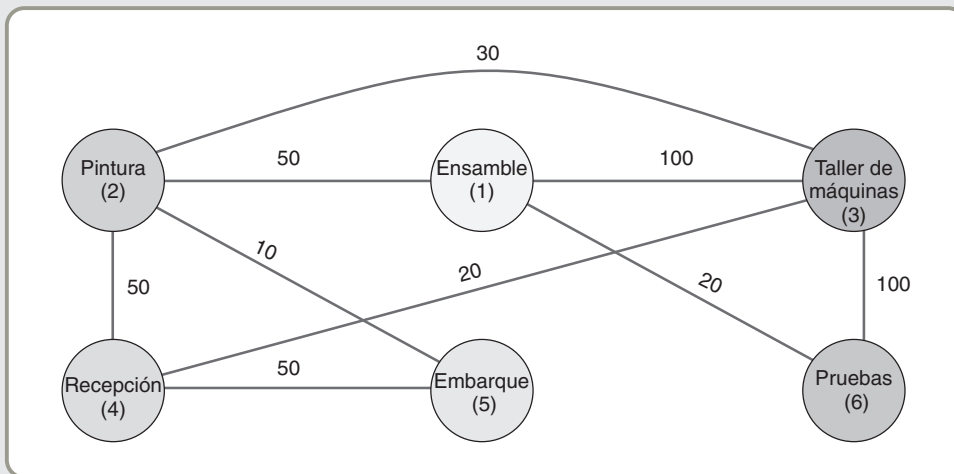 30
50
100
Pintura
(2)
Ensamble
(1)
Taller de
máquinas
(3)
10
20
20
50
100
50
Recepción
(4)
Embarque
(5)
Pruebas
(6)